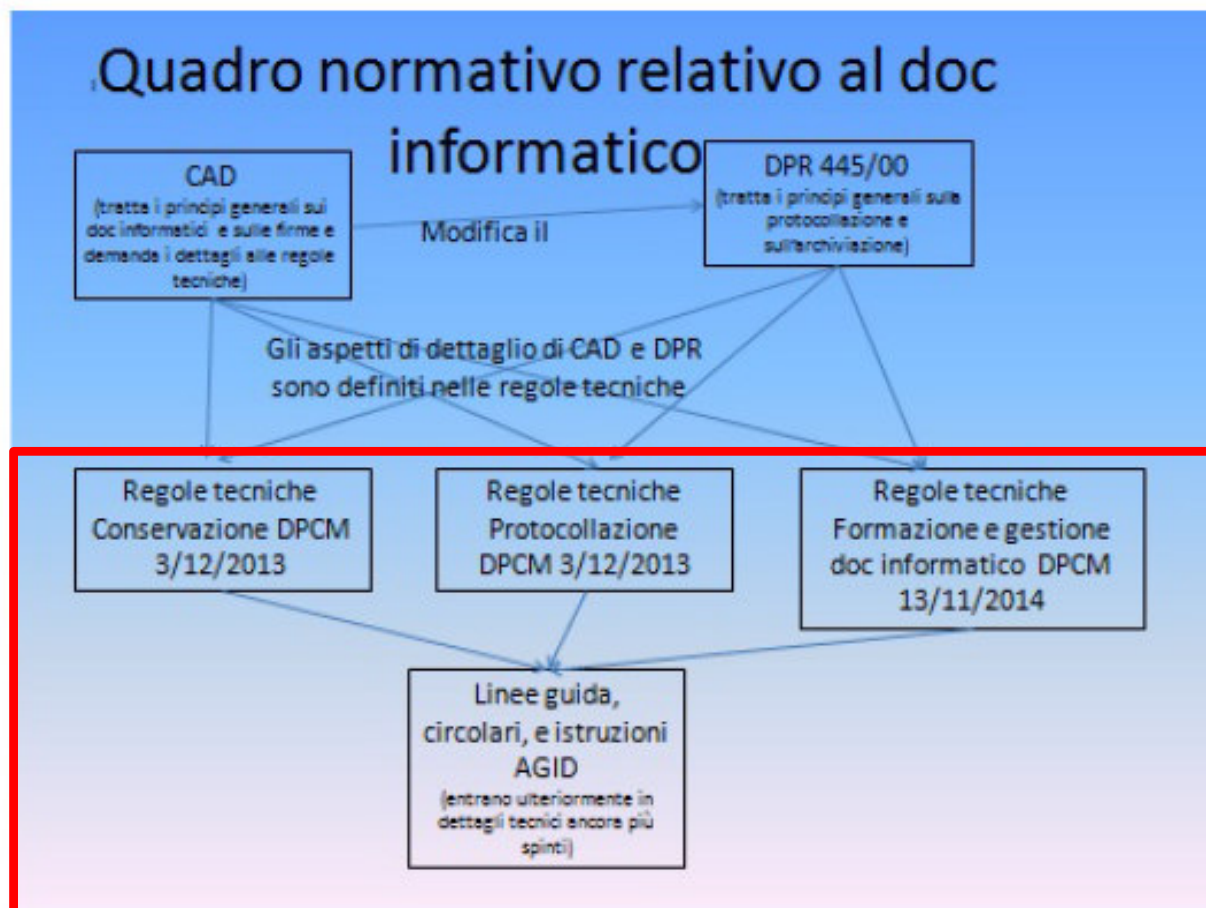 Quadro normativo relativo al doc
informatico
CAD
(tratta i principi generali sui
doc informatici e sulle firme e
demanda i dettagli alle regole
tecniche)
Modifica il
DPR 445/00
(tratta i principi generali sulla
protocollazione e
sull'archiviazione)
Gli aspetti di dettaglio di CAD e DPR
sono definiti nelle regole tecniche
Regole tecniche
Conservazione DPCM
3/12/2013
Regole tecniche
Protocollazione
DPCM 3/12/2013
Regole tecniche
Formazione e gestione
doc informatico DPCM
13/11/2014
Linee guida,
circolari, e istruzioni
AGID
(entrano ulteriormente in
dettagli tecnici ancora più
spinti)